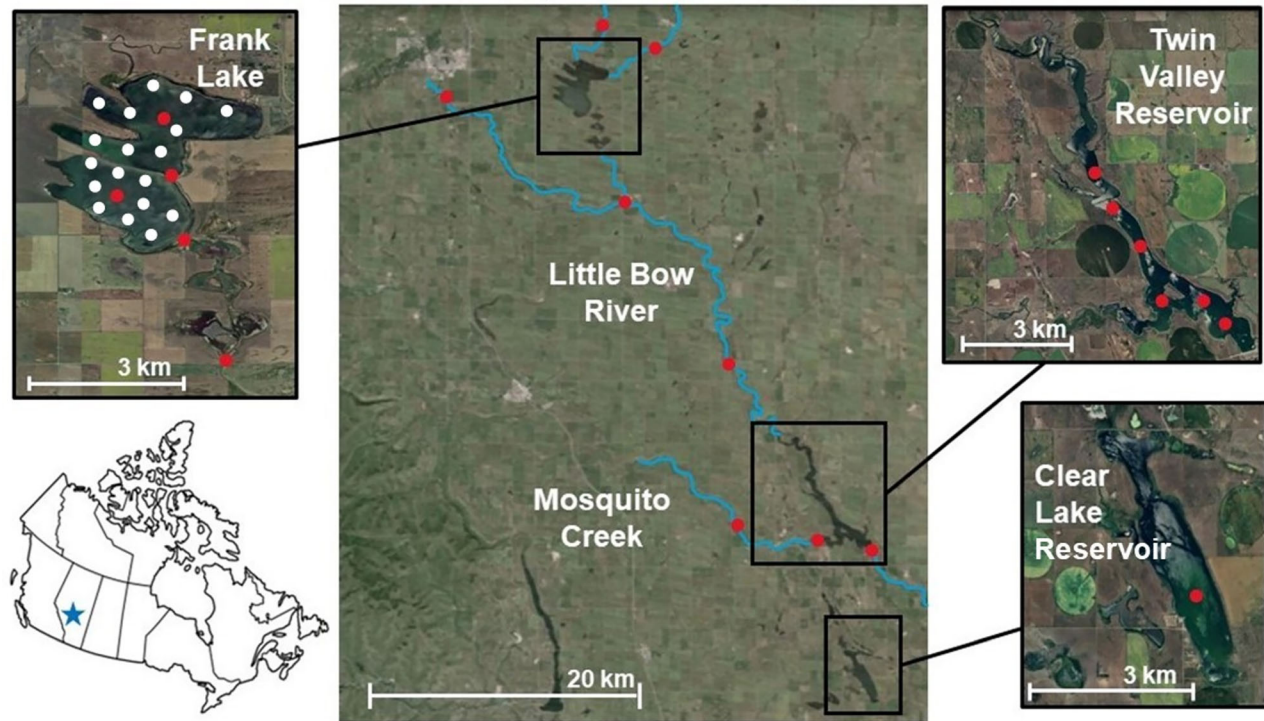 Frank
Lake
3 km
Little Bow
River
Mosquito
Creek
20 km
Twin
Valley
Reservoir
3 km
Clear
Lake
Reservoir
3 km